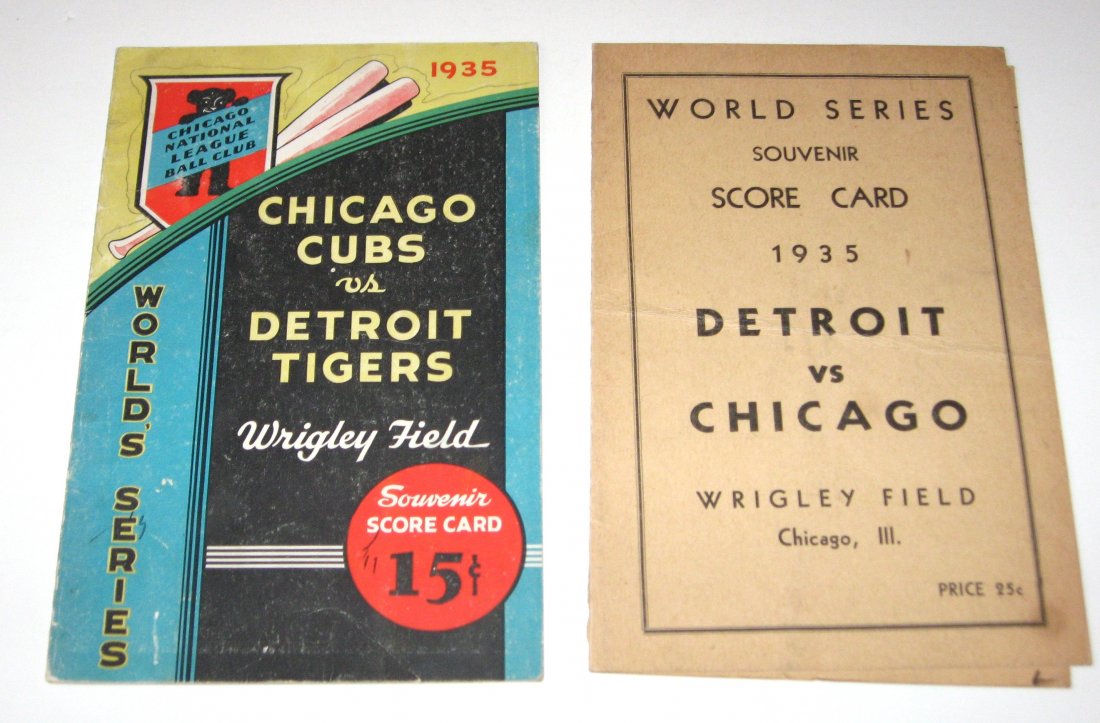 1935
CHICAGO
NATIONAL
LEAGUE
BALL CLUB
CHICAGO
CUBS
vs
DETROIT
TIGERS
Wrigley Field
WORLD'S SERIES
Souvenir
SCORE CARD
15¢
WORLD SERIES
SOUVENIR
SCORE CARD
1935
DETROIT
VS
CHICAGO
WRIGLEY FIELD
Chicago, Ill.
PRICE 25c